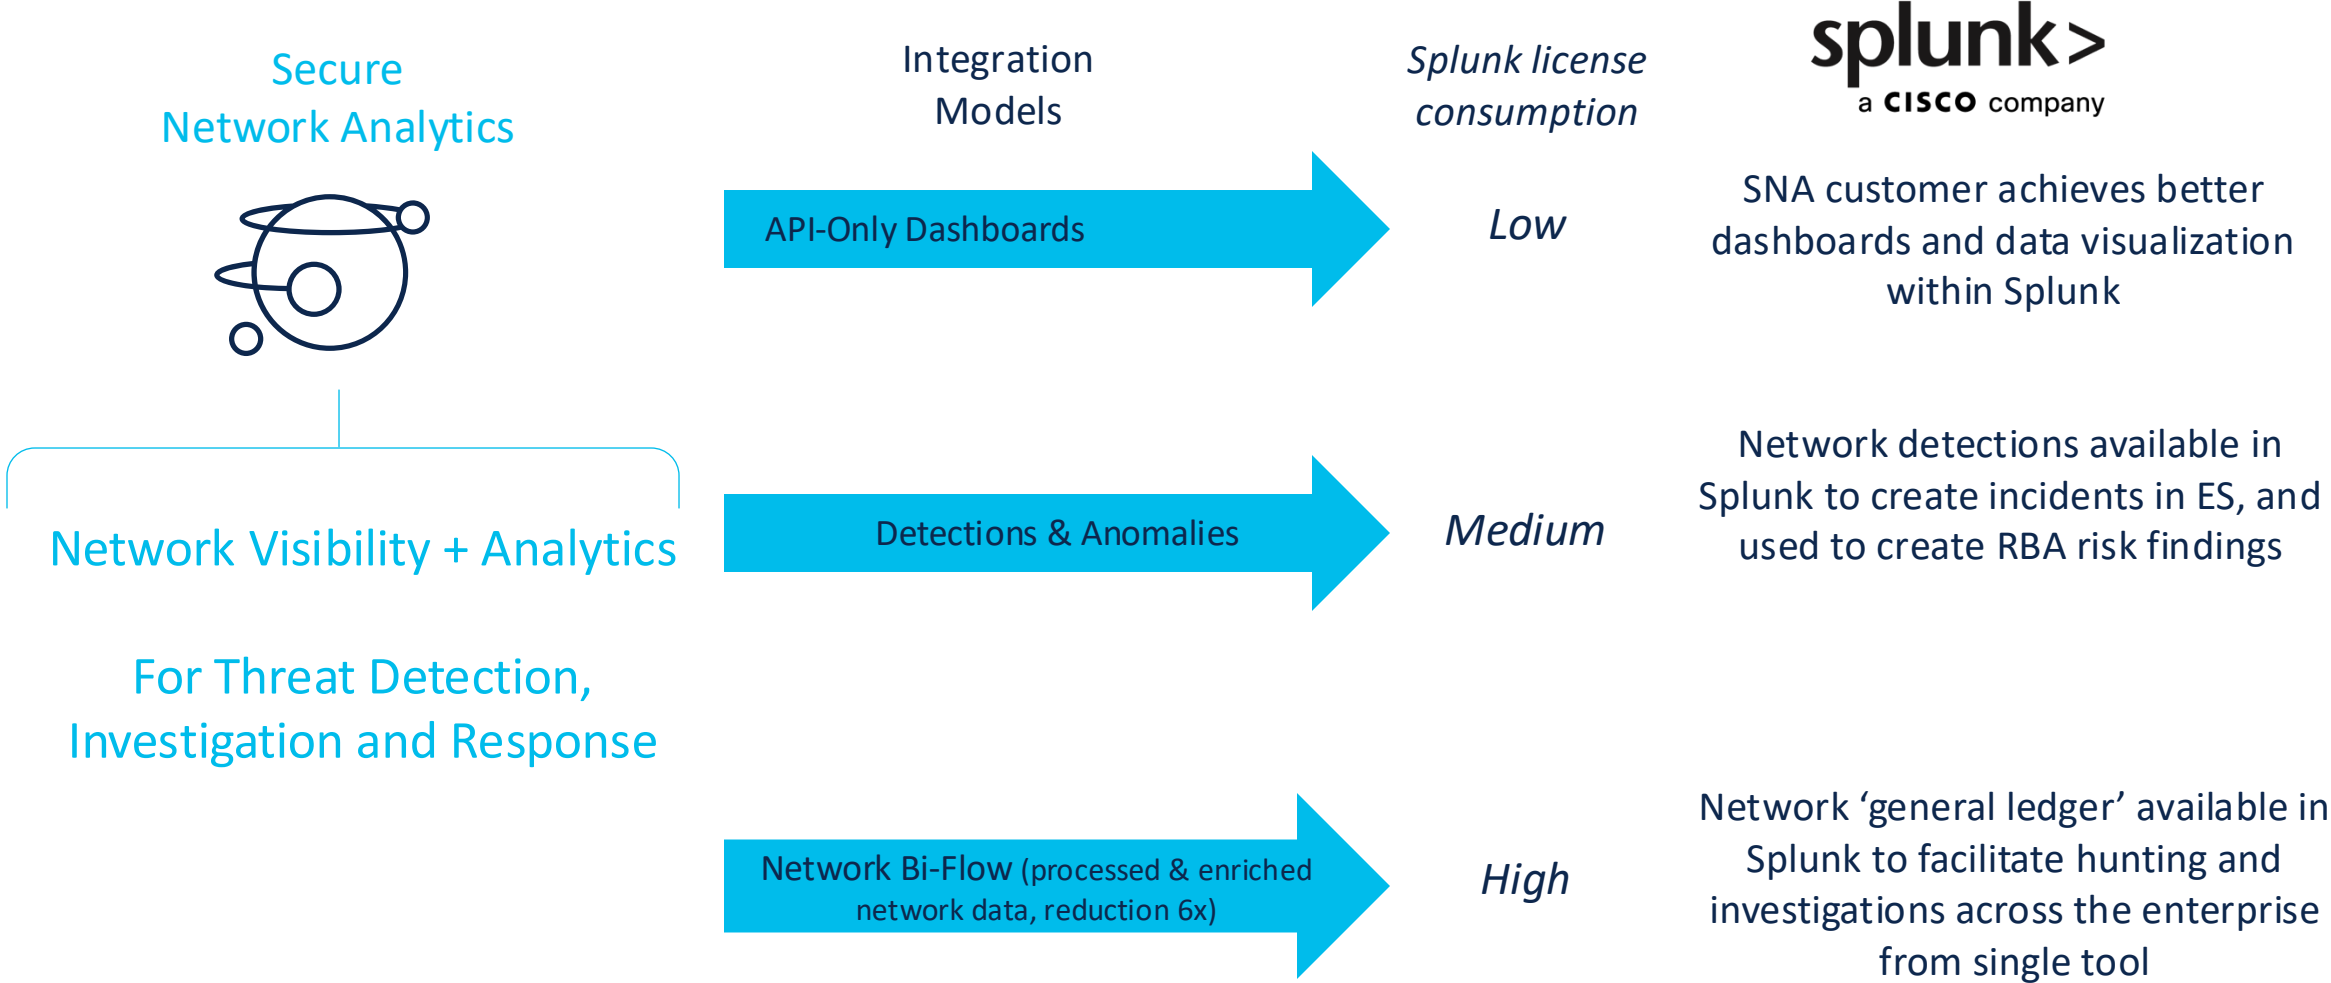 Secure
Network Analytics
Network Visibility + Analytics
For Threat Detection,
Investigation and Response
Integration
Models
Splunk license
consumption
splunk>
a CISCO company
API-Only Dashboards
Low
SNA customer achieves better
dashboards and data visualization
within Splunk
Detections & Anomalies
Medium
Network detections available in
Splunk to create incidents in ES, and
used to create RBA risk findings
Network Bi-Flow (processed & enriched
network data, reduction 6x)
High
Network ‘general ledger’ available in
Splunk to facilitate hunting and
investigations across the enterprise
from single tool